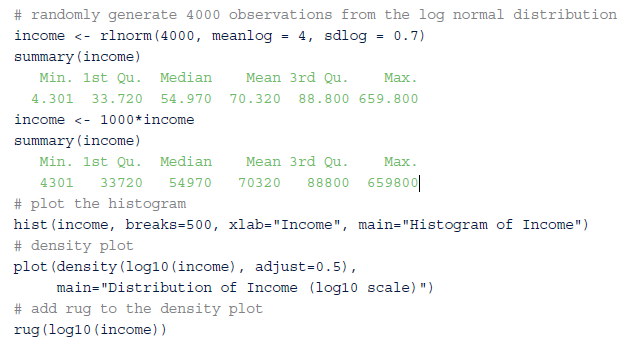 # randomly generate 4000 observations from the log normal distribution
income <- rlnorm(4000, meanlog = 4, sdlog = 0.7)
summary(income)
   Min. 1st Qu.  Median    Mean 3rd Qu.    Max.
  4.301  33.720  54.970  70.320  88.800 659.800
income <- 1000*income
summary(income)
   Min. 1st Qu.  Median    Mean 3rd Qu.    Max.
   4301   33720   54970   70320   88800  659800
# plot the histogram
hist(income, breaks=500, xlab="Income", main="Histogram of Income")
# density plot
plot(density(log10(income), adjust=0.5),
     main="Distribution of Income (log10 scale)")
# add rug to the density plot
rug(log10(income))